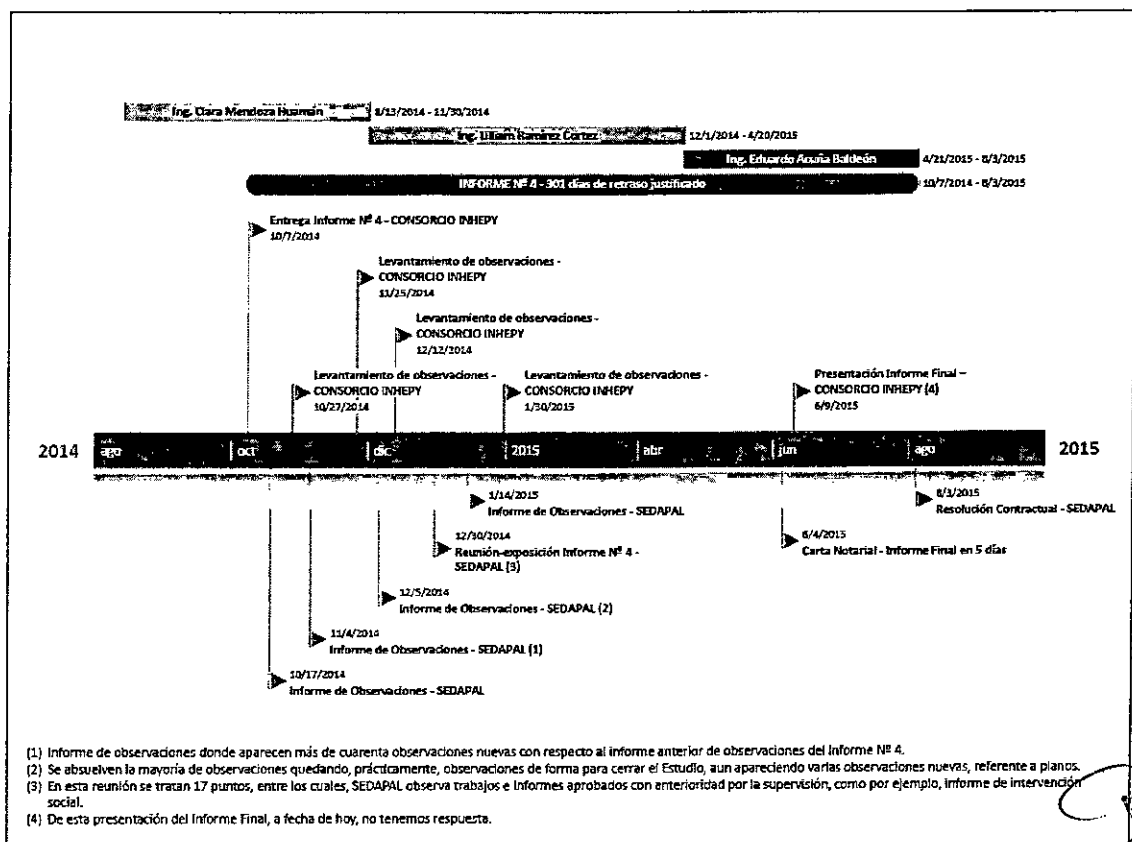 Ing. Clara Mendoza Huamán 8/13/2014 - 11/30/2014
Ing. Liliam Ramírez Cortez 12/1/2014 - 4/20/2015
Ing. Eduardo Acuña Baldeón 4/21/2015 - 8/3/2015
INFORME Nº 4 - 301 días de retraso justificado 10/7/2014 - 8/3/2015
Entrega Informe Nº 4 - CONSORCIO INHEPY
10/7/2014
Levantamiento de observaciones -
CONSORCIO INHEPY
11/25/2014
Levantamiento de observaciones -
CONSORCIO INHEPY
12/12/2014
Levantamiento de observaciones -
CONSORCIO INHEPY
10/27/2014
Levantamiento de observaciones -
CONSORCIO INHEPY
1/30/2015
Presentación Informe Final –
CONSORCIO INHEPY (4)
6/9/2015
2014 ago oct dic 2015 abr jun ago 2015
1/14/2015
Informe de Observaciones - SEDAPAL
8/3/2015
Resolución Contractual - SEDAPAL
12/30/2014
Reunión-exposición Informe Nº 4 -
SEDAPAL (3)
6/4/2015
Carta Notarial - Informe Final en 5 días
12/5/2014
Informe de Observaciones - SEDAPAL (2)
11/4/2014
Informe de Observaciones - SEDAPAL (1)
10/17/2014
Informe de Observaciones - SEDAPAL
(1) Informe de observaciones donde aparecen más de cuarenta observaciones nuevas con respecto al informe anterior de observaciones del Informe Nº 4.
(2) Se absuelven la mayoría de observaciones quedando, prácticamente, observaciones de forma para cerrar el Estudio, aun apareciendo varias observaciones nuevas, referente a planos.
(3) En esta reunión se tratan 17 puntos, entre los cuales, SEDAPAL observa trabajos e informes aprobados con anterioridad por la supervisión, como por ejemplo, informe de intervención
social.
(4) De esta presentación del Informe Final, a fecha de hoy, no tenemos respuesta.